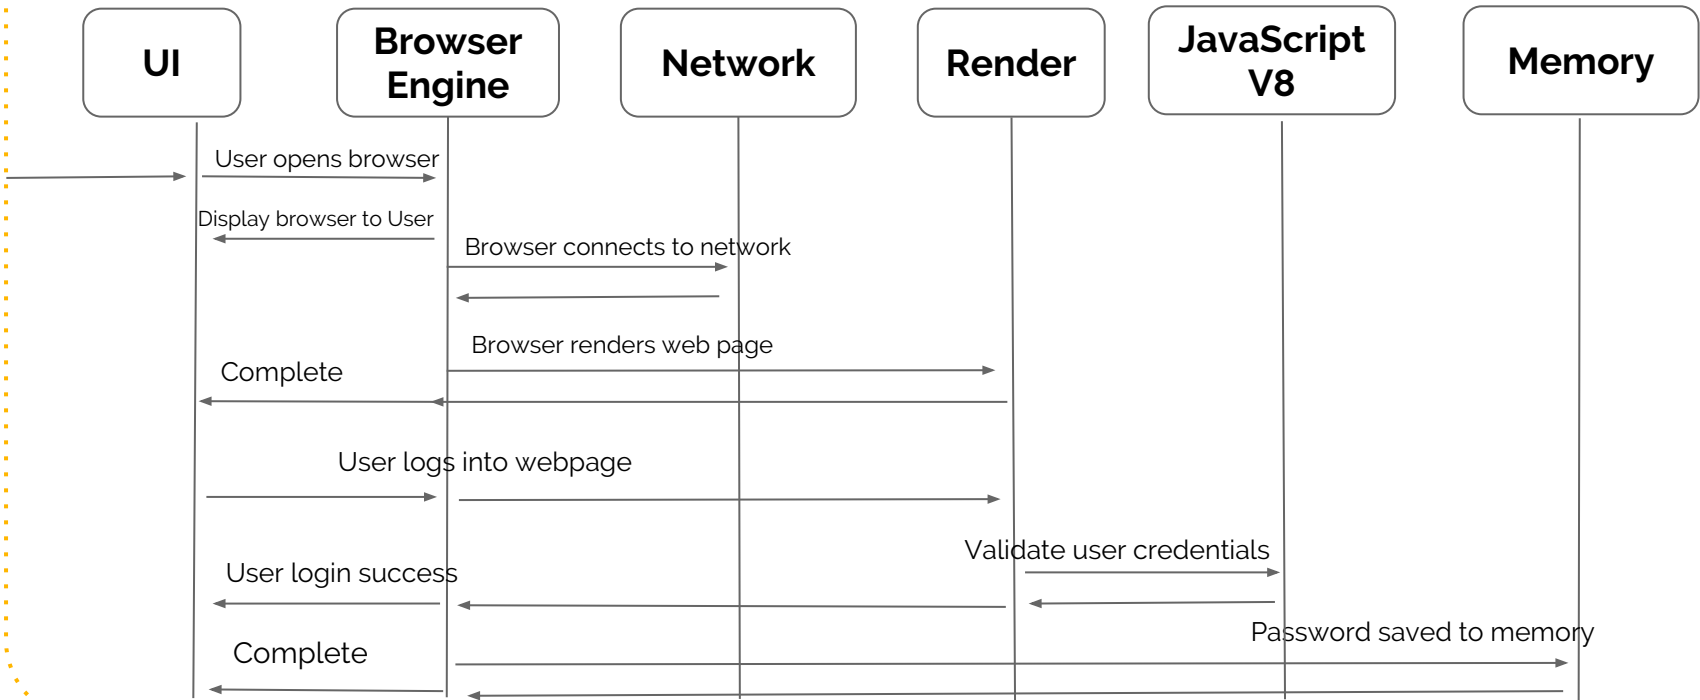 UI
Browser
Engine
Network
Render
JavaScript
V8
Memory
User opens browser
Display browser to User
Browser connects to network
Browser renders web page
Complete
User logs into webpage
Validate user credentials
User login success
Password saved to memory
Complete